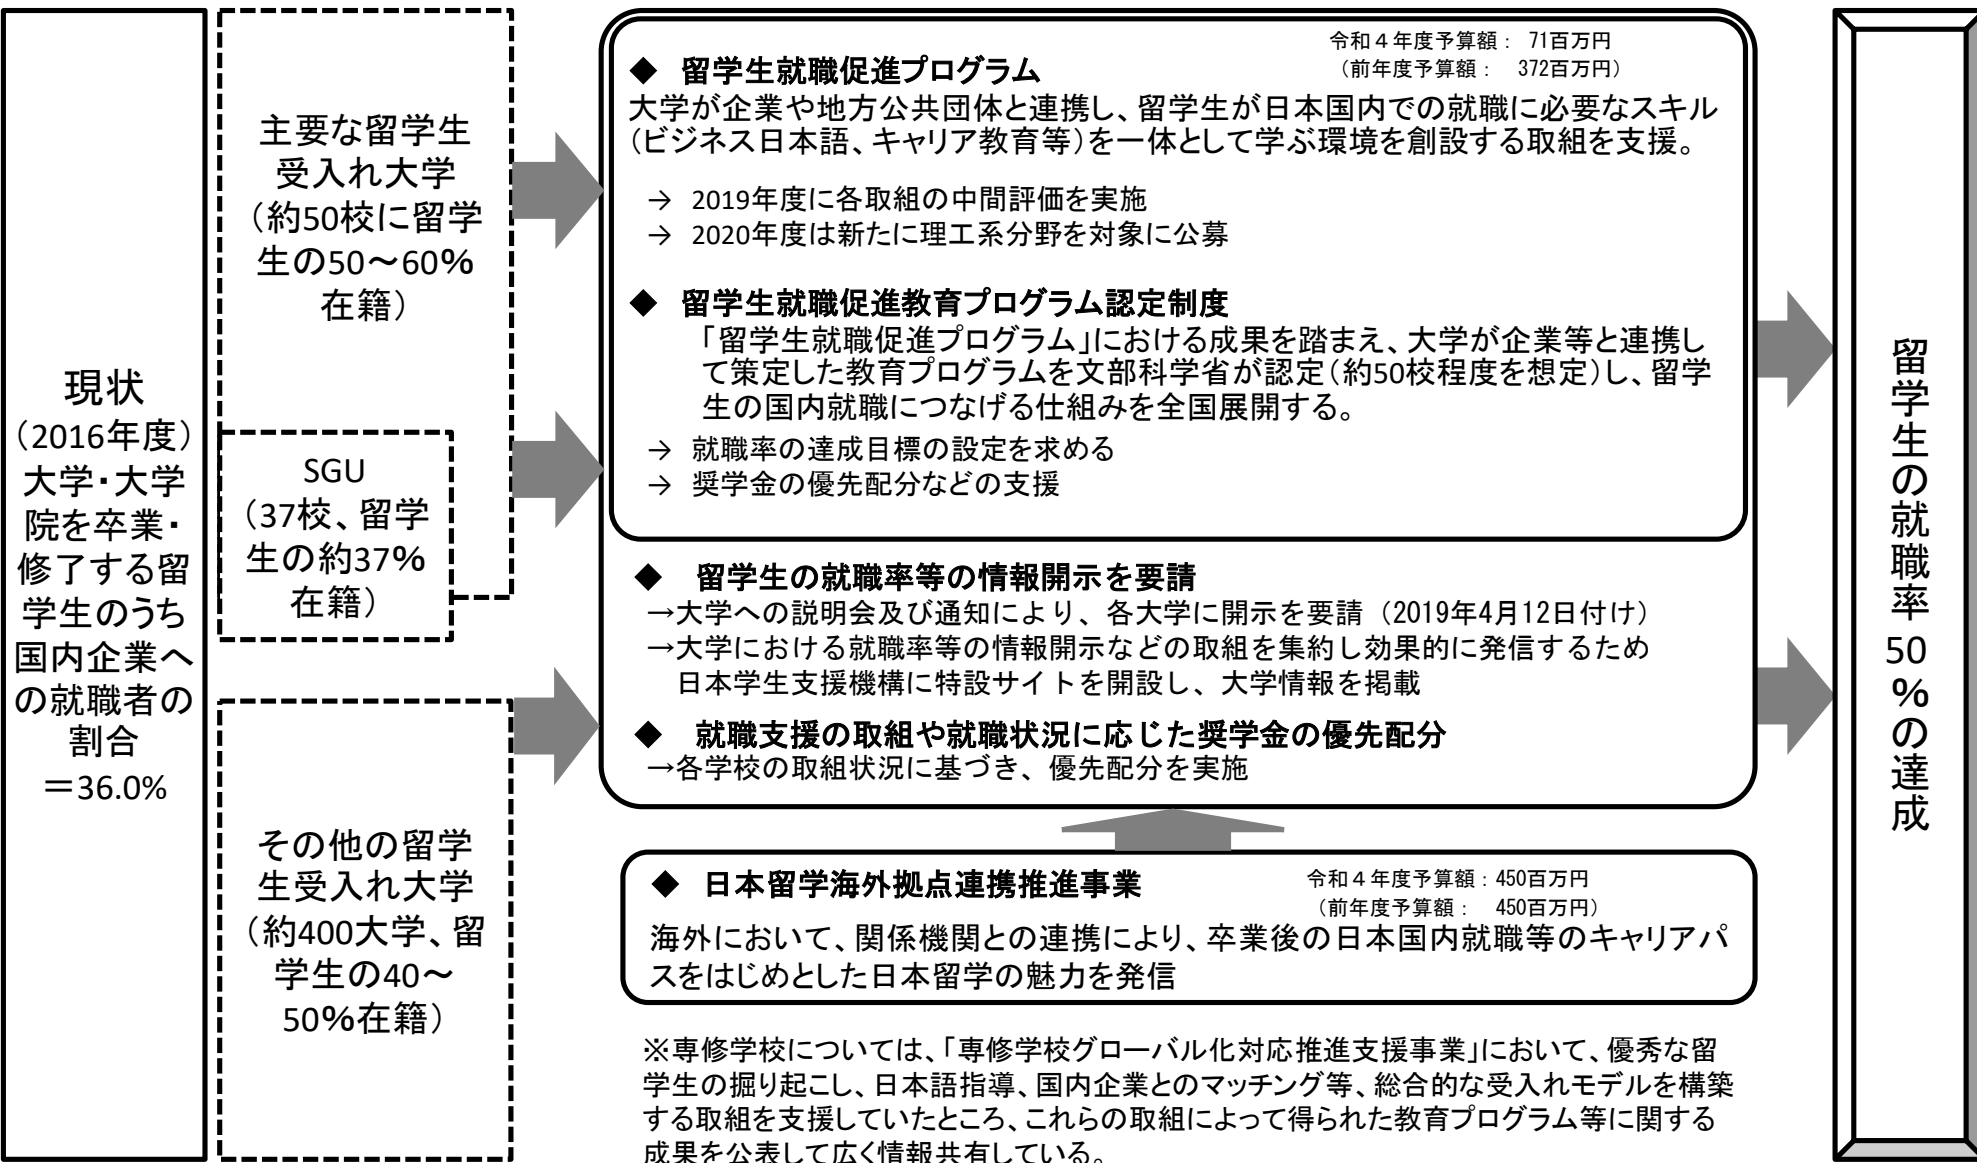 現状
（2016年度）
大学・大学
院を卒業・
修了する留
学生のうち
国内企業へ
の就職者の
割合
＝36.0%
主要な留学生
受入れ大学
（約50校に留学
生の50～60%
在籍）
SGU
（37校、留学
生の約37%
在籍）
その他の留学
生受入れ大学
（約400大学、留
学生の40～
50%在籍）
令和４年度予算額： 71百万円
（前年度予算額： 372百万円）
◆ 留学生就職促進プログラム
大学が企業や地方公共団体と連携し、留学生が日本国内での就職に必要なスキル
（ビジネス日本語、キャリア教育等）を一体として学ぶ環境を創設する取組を支援。
→ 2019年度に各取組の中間評価を実施
→ 2020年度は新たに理工系分野を対象に公募
◆ 留学生就職促進教育プログラム認定制度
「留学生就職促進プログラム」における成果を踏まえ、大学が企業等と連携し
て策定した教育プログラムを文部科学省が認定（約50校程度を想定）し、留学
生の国内就職につなげる仕組みを全国展開する。
→ 就職率の達成目標の設定を求める
→ 奨学金の優先配分などの支援
◆ 留学生の就職率等の情報開示を要請
→大学への説明会及び通知により、各大学に開示を要請（2019年4月12日付け）
→大学における就職率等の情報開示などの取組を集約し効果的に発信するため
日本学生支援機構に特設サイトを開設し、大学情報を掲載
◆ 就職支援の取組や就職状況に応じた奨学金の優先配分
→各学校の取組状況に基づき、優先配分を実施
◆ 日本留学海外拠点連携推進事業
令和４年度予算額：450百万円
（前年度予算額： 450百万円）
海外において、関係機関との連携により、卒業後の日本国内就職等のキャリアパ
スをはじめとした日本留学の魅力を発信
※専修学校については、「専修学校グローバル化対応推進支援事業」において、優秀な留
学生の掘り起こし、日本語指導、国内企業とのマッチング等、総合的な受入れモデルを構築
する取組を支援していたところ、これらの取組によって得られた教育プログラム等に関する
成果を公表して広く情報共有している。
留学生の就職率50%の達成